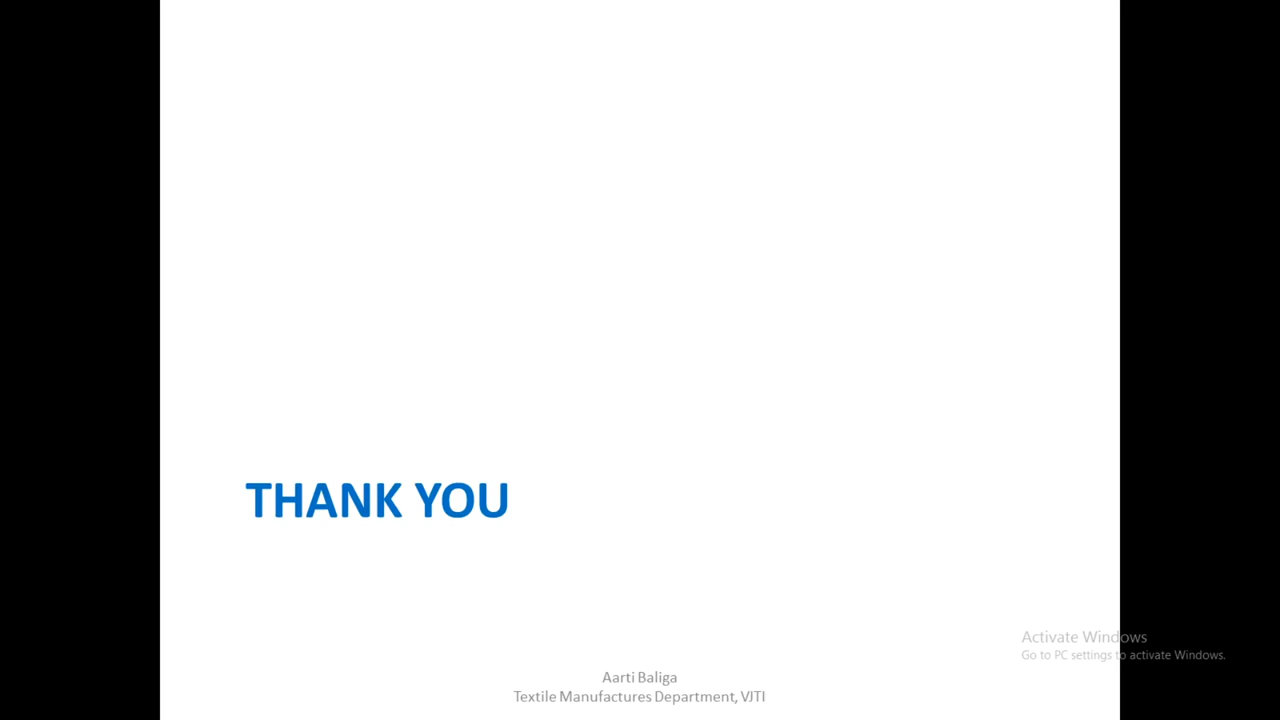 THANK YOU
Activate Windows
Go to PC settings to activate Windows.
Aarti Baliga
Textile Manufactures Department, VJTI